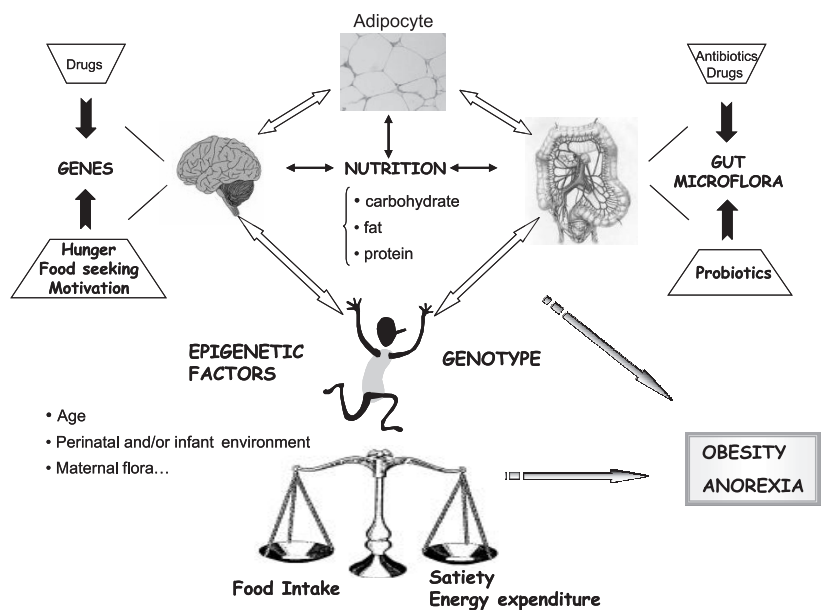 Adipocyte
Drugs
Antibiotics
Drugs
GENES
NUTRITION
• carbohydrate
• fat
• protein
GUT
MICROFLORA
Hunger
Food seeking
Motivation
Probiotics
EPIGENETIC
FACTORS
GENOTYPE
• Age
• Perinatal and/or infant environment
• Maternal flora...
OBESITY
ANOREXIA
Food Intake
Satiety
Energy expenditure